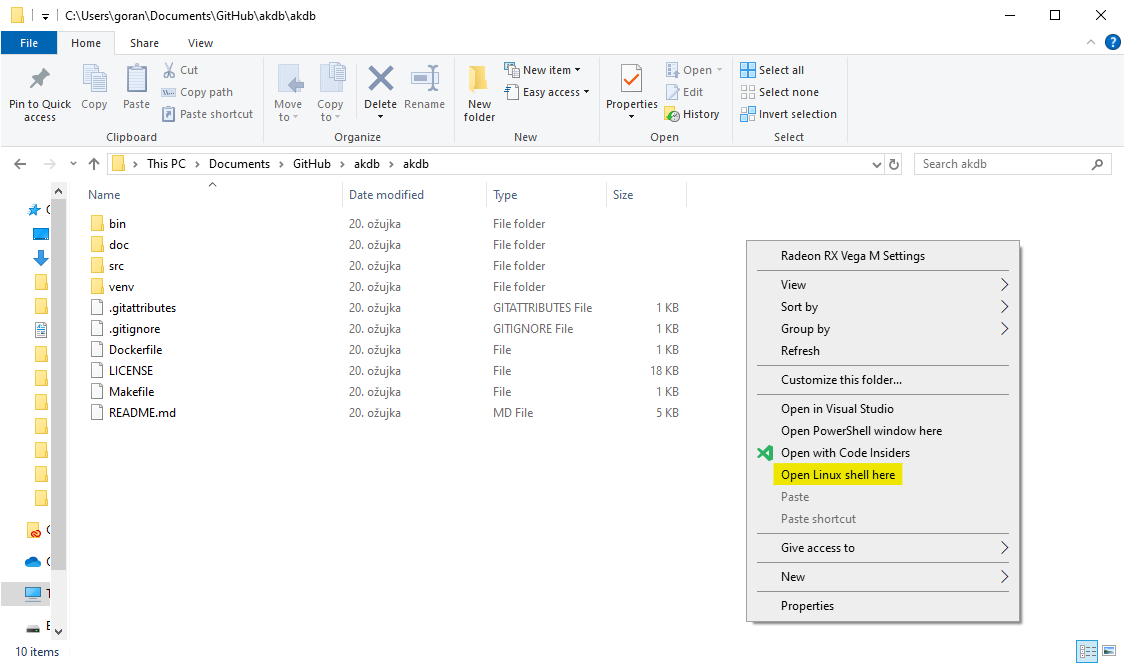 C:\Users\goran\Documents\GitHub\akdb\akdb
File Home Share View
Pin to Quick access
Copy
Paste
Cut
Copy path
Paste shortcut
Clipboard
Move to
Copy to
Delete
Rename
Organize
New folder
New item
Easy access
New
Properties
Open
Edit
History
Open
Select all
Select none
Invert selection
Select
This PC > Documents > GitHub > akdb > akdb
Search akdb
Name Date modified Type Size
bin 20. ožujka File folder
doc 20. ožujka File folder
src 20. ožujka File folder
venv 20. ožujka File folder
.gitattributes 20. ožujka GITATTRIBUTES File 1 KB
.gitignore 20. ožujka GITIGNORE File 1 KB
Dockerfile 20. ožujka File 1 KB
LICENSE 20. ožujka File 18 KB
Makefile 20. ožujka File 1 KB
README.md 20. ožujka MD File 5 KB
Radeon RX Vega M Settings
View
Sort by
Group by
Refresh
Customize this folder...
Open in Visual Studio
Open PowerShell window here
Open with Code Insiders
Open Linux shell here
Paste
Paste shortcut
Give access to
New
Properties
10 items